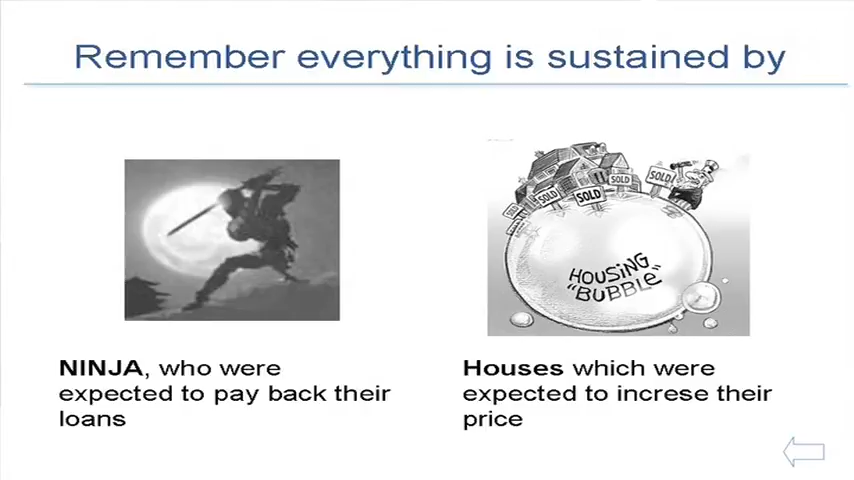 Remember everything is sustained by
SOLD
SOLD
SOLD
SOLD
SOLD
HOUSING
"BUBBLE"
NINJA, who were
expected to pay back their
loans
Houses which were
expected to increse their
price